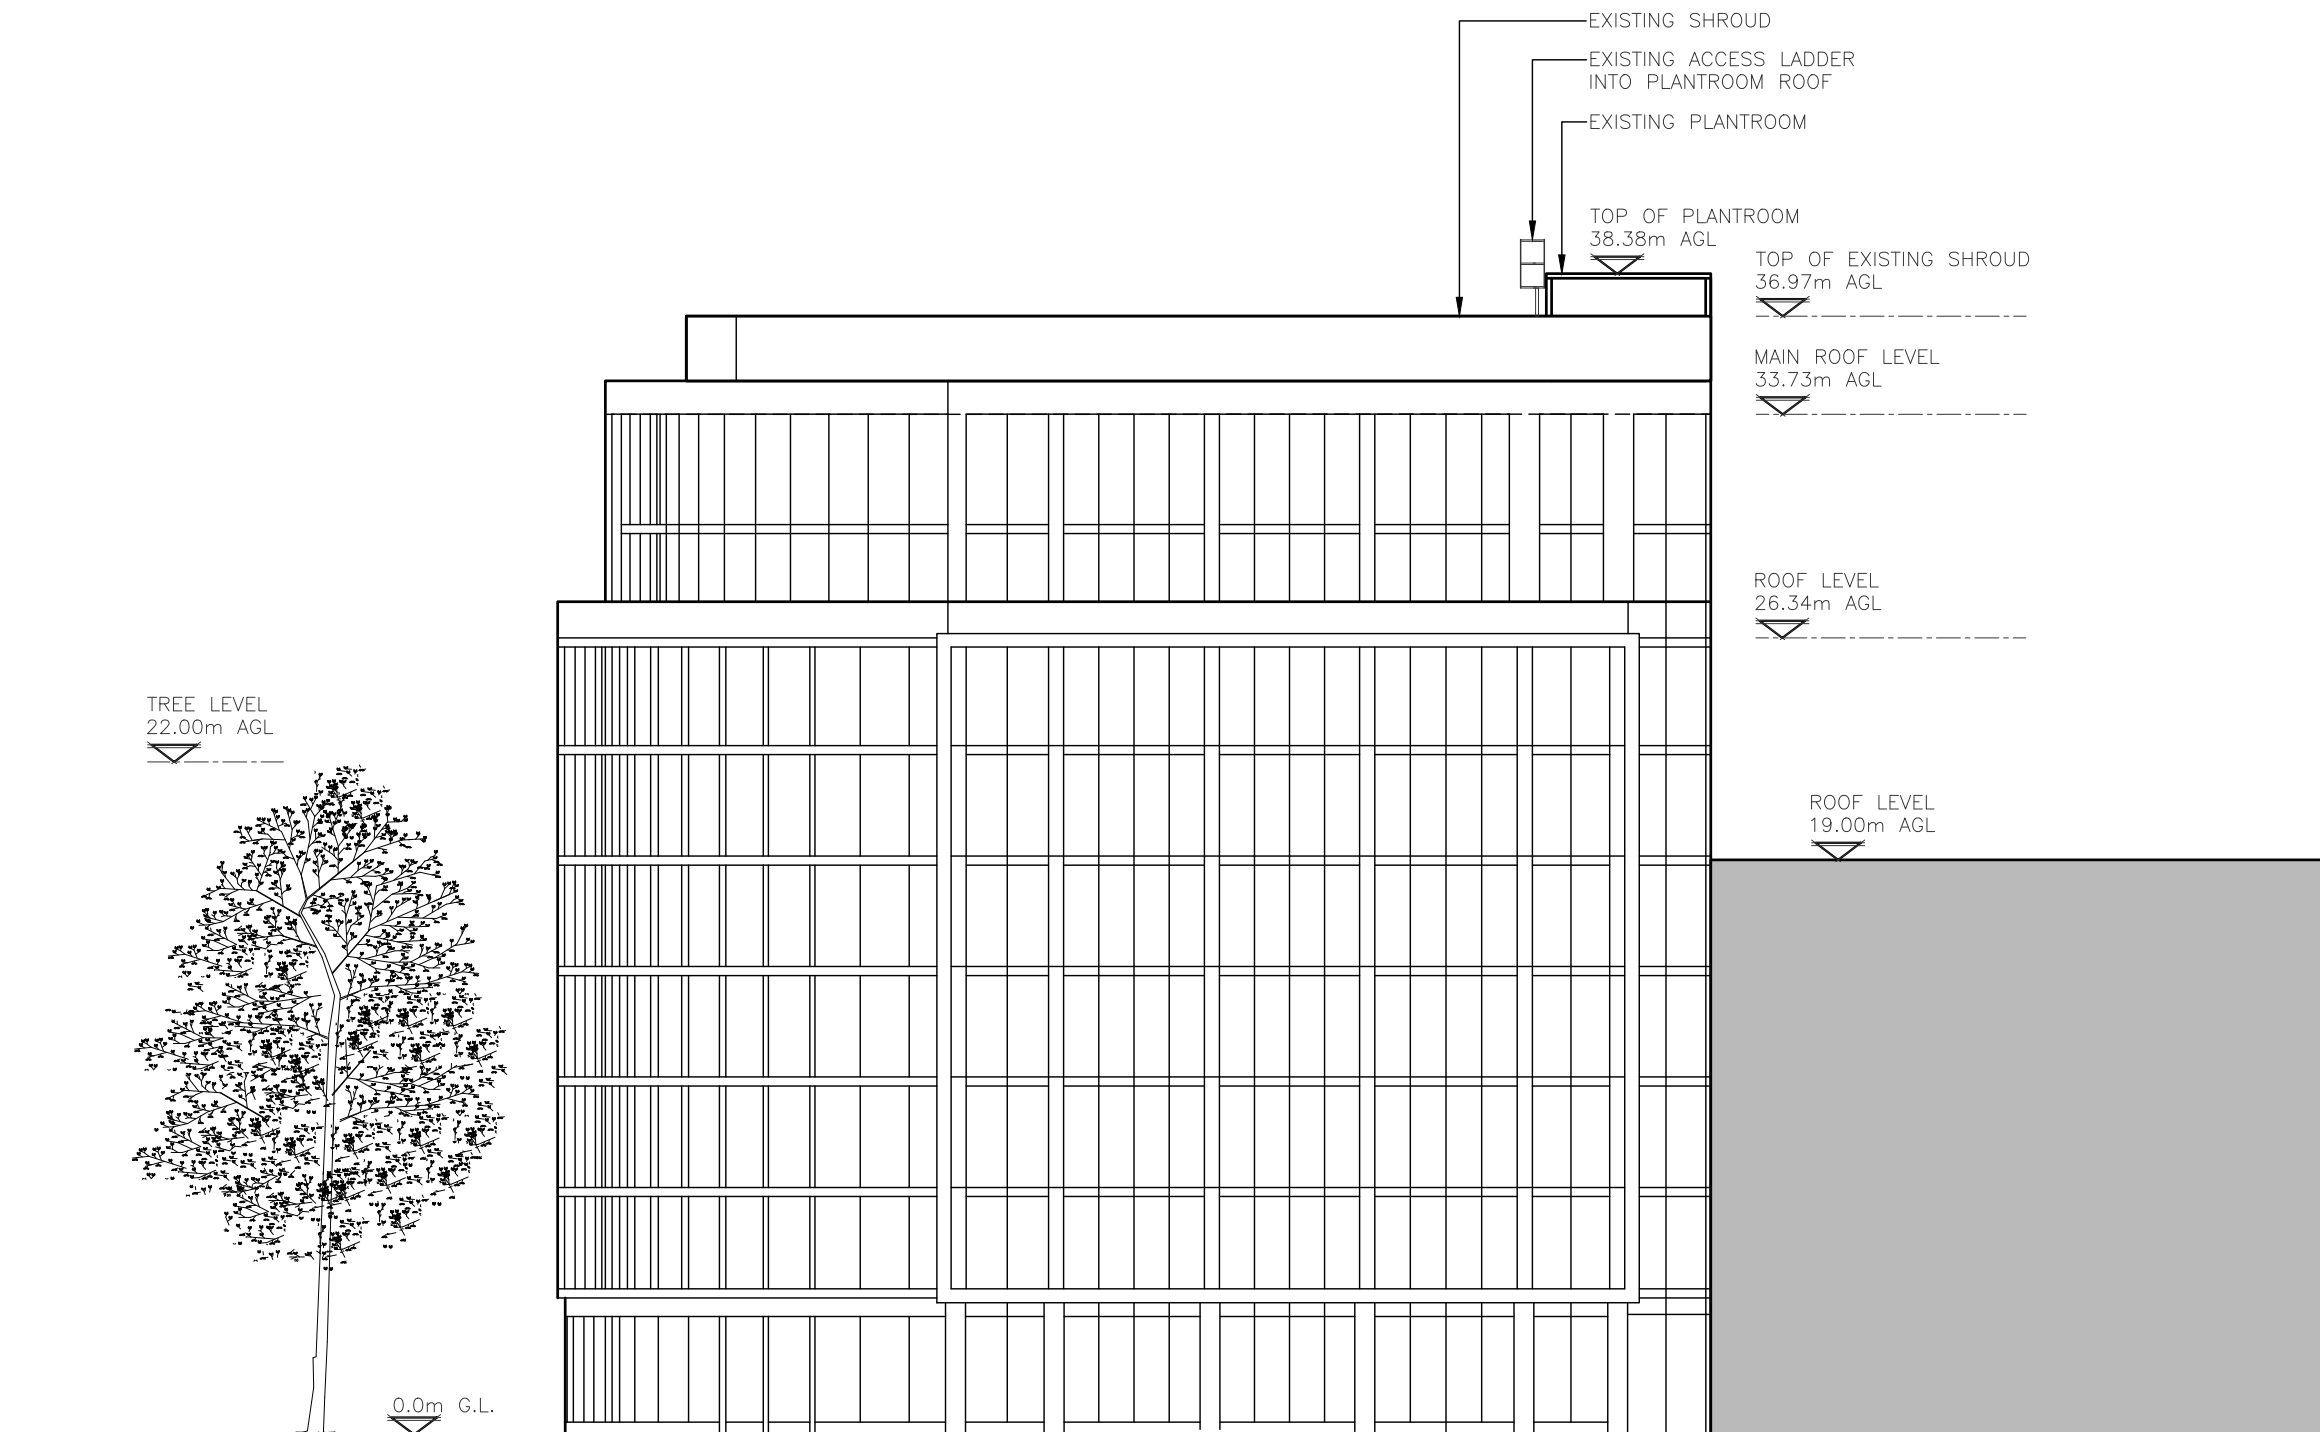 EXISTING SHROUD
EXISTING ACCESS LADDER
INTO PLANTROOM ROOF
EXISTING PLANTROOM
TOP OF PLANTROOM
38.38m AGL
TOP OF EXISTING SHROUD
36.97m AGL
MAIN ROOF LEVEL
33.73m AGL
ROOF LEVEL
26.34m AGL
TREE LEVEL
22.00m AGL
ROOF LEVEL
19.00m AGL
0.0m G.L.